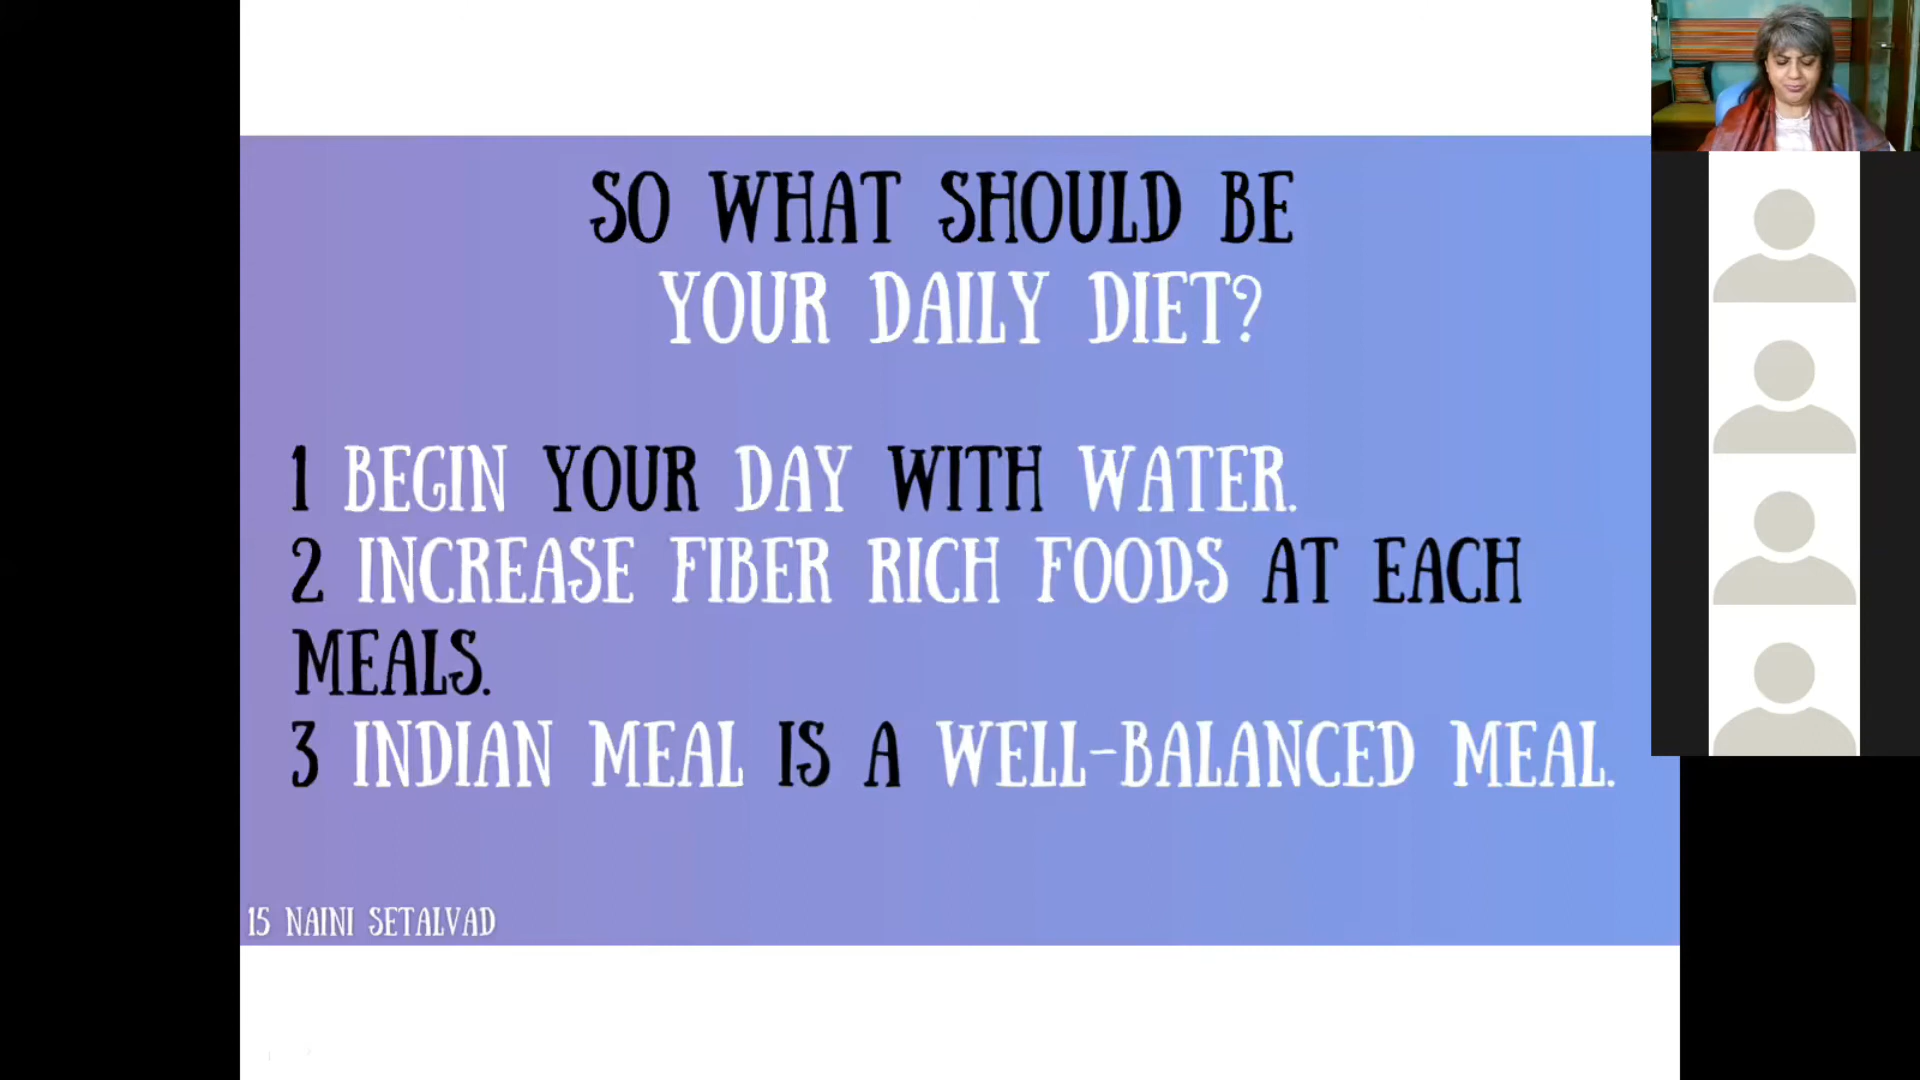 SO WHAT SHOULD BE
YOUR DAILY DIET?
1 BEGIN YOUR DAY WITH WATER.
2 INCREASE FIBER RICH FOODS AT EACH
MEALS.
3 INDIAN MEAL IS A WELL-BALANCED MEAL.
15 NAINI SETALVAD